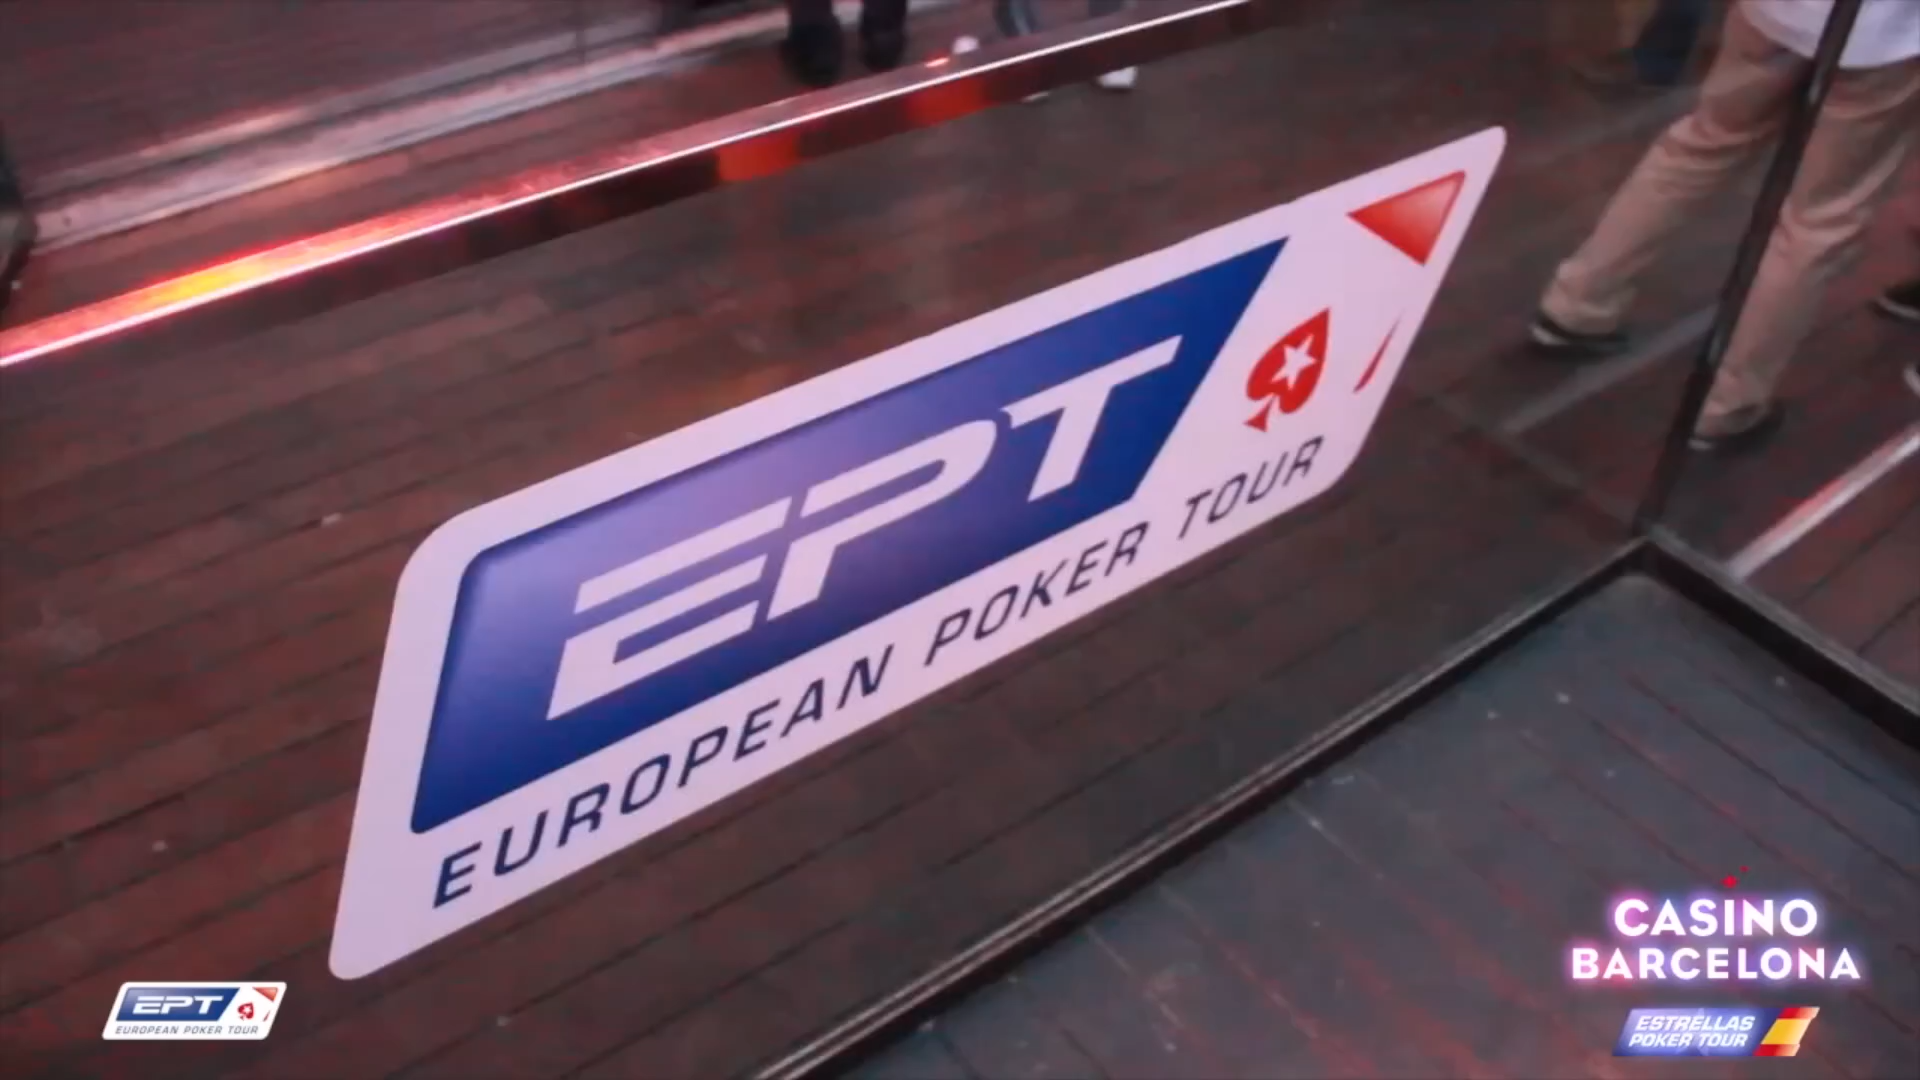 EPT
EUROPEAN POKER TOUR
EPT
EUROPEAN POKER TOUR
CASINO
BARCELONA
ESTRELLAS
POKER TOUR